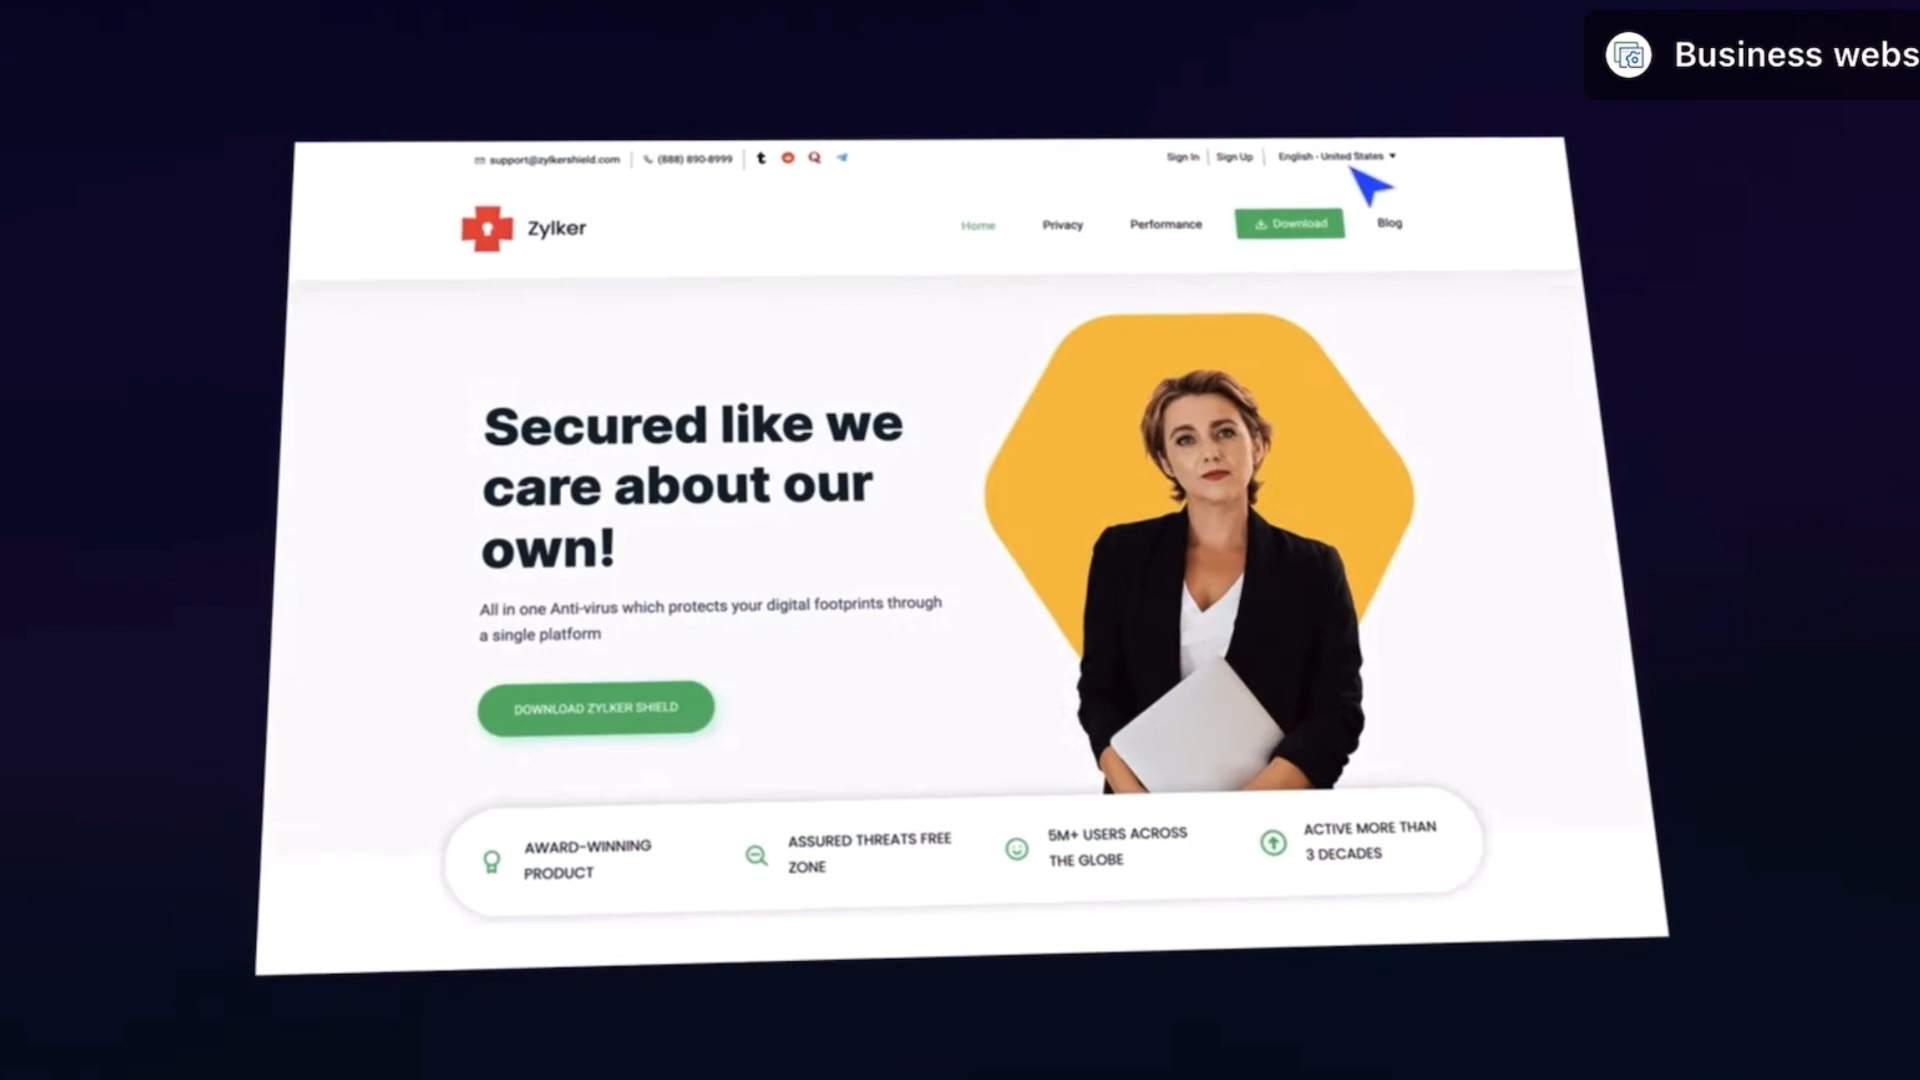 Business webs
support@zylkershield.com (888) 890-8999 Sign In Sign Up English - United States
Zylker Home Privacy Performance Download Blog
Secured like we
care about our
own!
All in one Anti-virus which protects your digital footprints through
a single platform
DOWNLOAD ZYLKER SHIELD
AWARD-WINNING
PRODUCT
ASSURED THREATS FREE
ZONE
5M+ USERS ACROSS
THE GLOBE
ACTIVE MORE THAN
3 DECADES